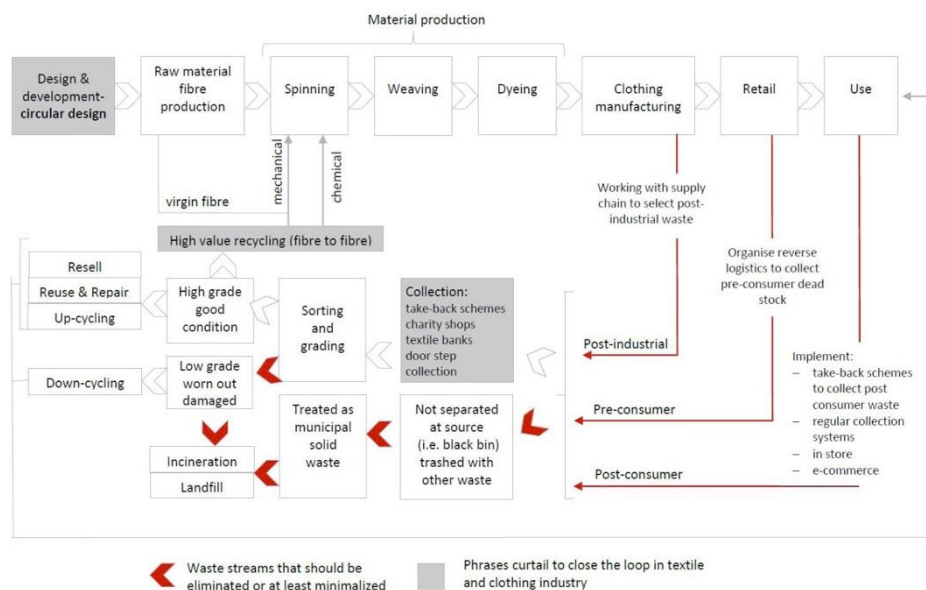 Material production
Design &
development-
circular design
Raw material
fibre
production
Spinning
Weaving
Dyeing
Clothing
manufacturing
Retail
Use
mechanical
chemical
virgin fibre
Working with supply
chain to select post-
industrial waste
High value recycling (fibre to fibre)
Organise reverse
logistics to collect
pre-consumer dead
stock
Resell
Reuse & Repair
Up-cycling
High grade
good
condition
Sorting
and
grading
Collection:
take-back schemes
charity shops
textile banks
door step
collection
Post-industrial
Implement:
– take-back schemes
to collect post
consumer waste
– regular collection
systems
– in store
– e-commerce
Down-cycling
Low grade
worn out
damaged
Treated as
municipal
solid
waste
Not separated
at source
(i.e. black bin)
trashed with
other waste
Pre-consumer
Incineration
Landfill
Post-consumer
Waste streams that should be
eliminated or at least minimalized
Phrases curtail to close the loop in textile
and clothing industry